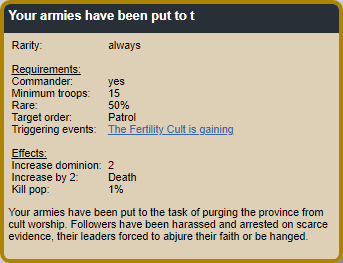 Your armies have been put to t
Rarity: always
Requirements:
Commander: yes
Minimum troops: 15
Rare: 50%
Target order: Patrol
Triggering events: The Fertility Cult is gaining
Effects:
Increase dominion: 2
Increase by 2: Death
Kill pop: 1%
Your armies have been put to the task of purging the province from
cult worship. Followers have been harassed and arrested on scarce
evidence, their leaders forced to abjure their faith or be hanged.